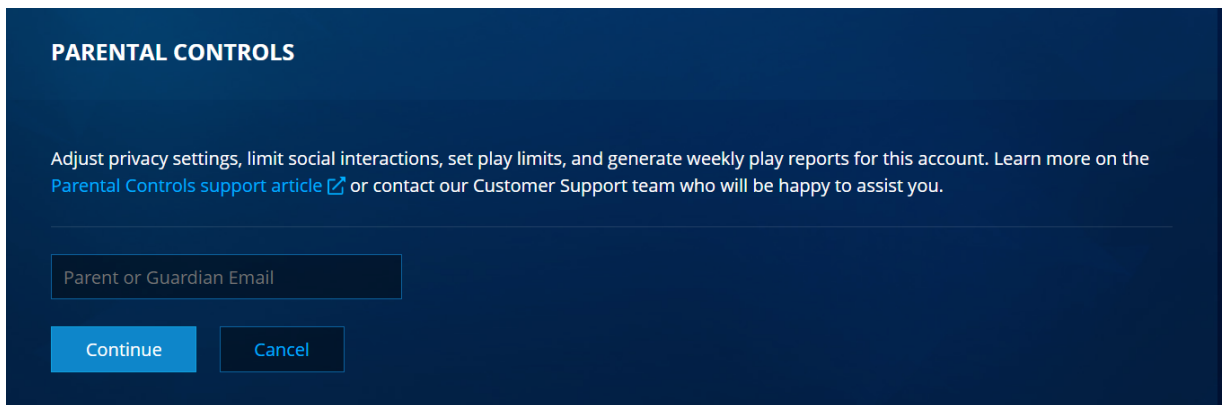 PARENTAL CONTROLS
Adjust privacy settings, limit social interactions, set play limits, and generate weekly play reports for this account. Learn more on the
Parental Controls support article or contact our Customer Support team who will be happy to assist you.
Parent or Guardian Email
Continue Cancel